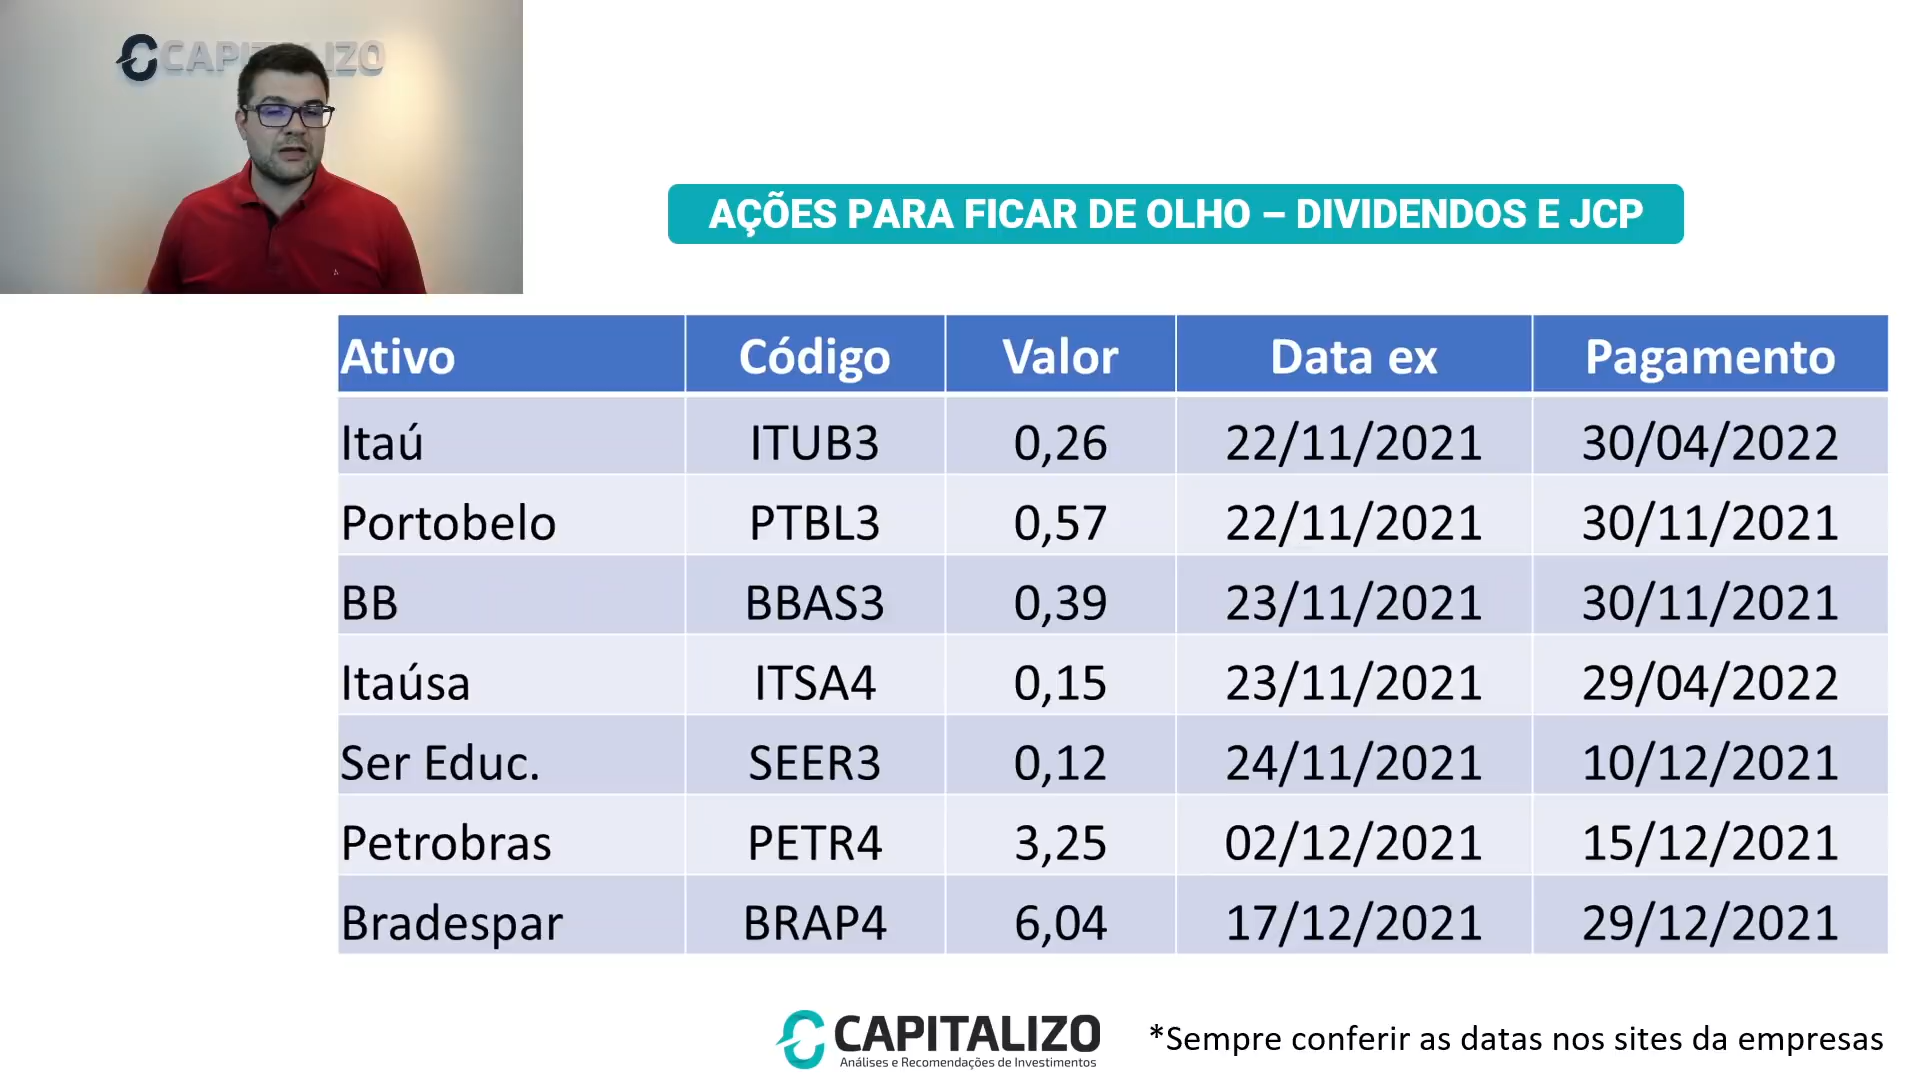 CAPITALIZO
AÇÕES PARA FICAR DE OLHO – DIVIDENDOS E JCP
Ativo Código Valor Data ex Pagamento
Itaú ITUB3 0,26 22/11/2021 30/04/2022
Portobelo PTBL3 0,57 22/11/2021 30/11/2021
BB BBAS3 0,39 23/11/2021 30/11/2021
Itaúsa ITSA4 0,15 23/11/2021 29/04/2022
Ser Educ. SEER3 0,12 24/11/2021 10/12/2021
Petrobras PETR4 3,25 02/12/2021 15/12/2021
Bradespar BRAP4 6,04 17/12/2021 29/12/2021
CAPITALIZO
Análises e Recomendações de Investimentos
*Sempre conferir as datas nos sites da empresas